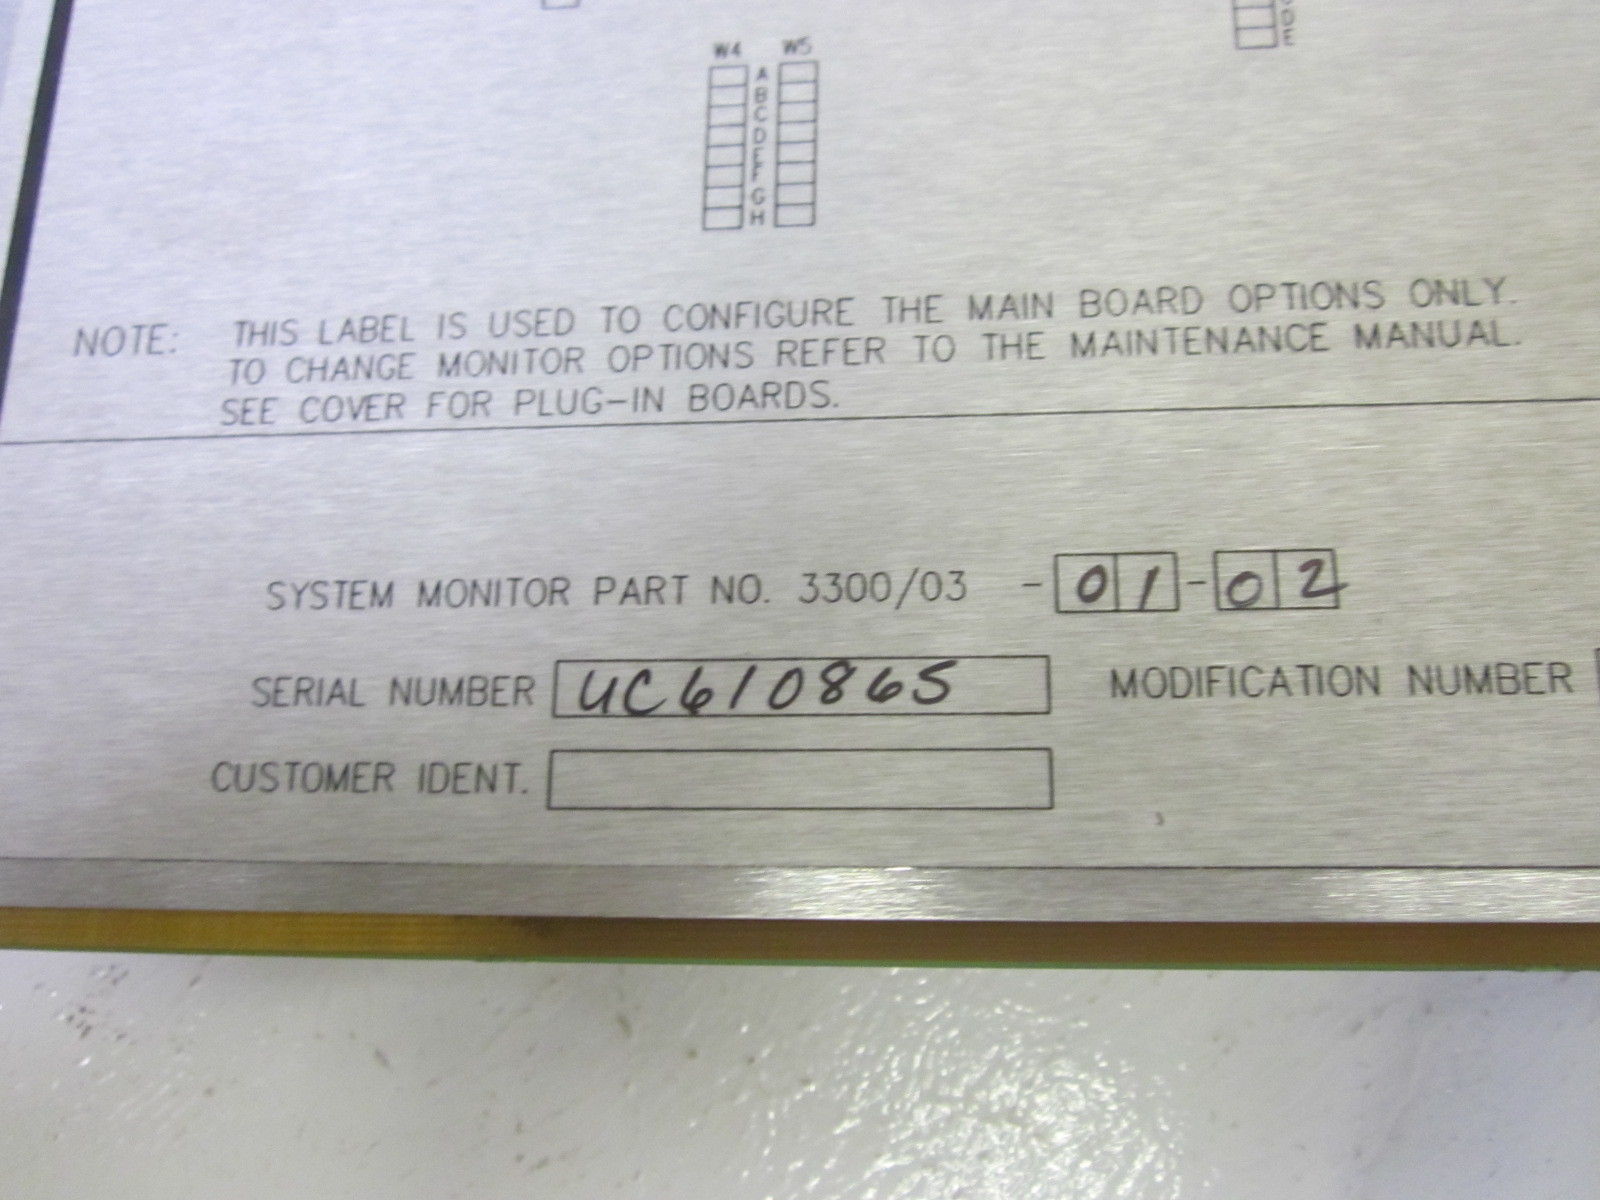 W4 W5
A
B
C
D
E
F
G
H
D
E
NOTE: THIS LABEL IS USED TO CONFIGURE THE MAIN BOARD OPTIONS ONLY.
TO CHANGE MONITOR OPTIONS REFER TO THE MAINTENANCE MANUAL.
SEE COVER FOR PLUG-IN BOARDS.
SYSTEM MONITOR PART NO. 3300/03 - 01 - 02
SERIAL NUMBER UC610865 MODIFICATION NUMBER
CUSTOMER IDENT.